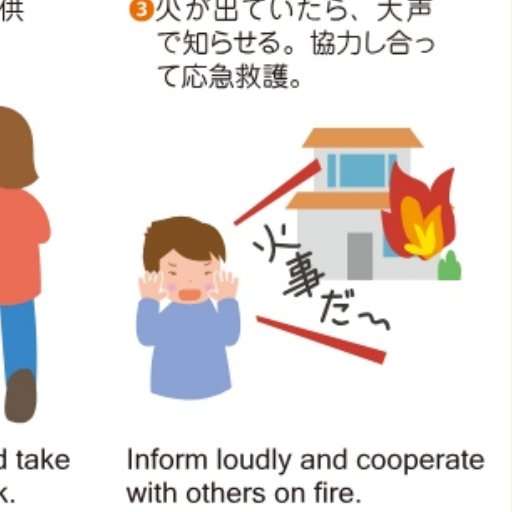 供
❸火が出ていたら、大声
で知らせる。協力し合っ
て応急救護。
火事だ〜
d take
k.
Inform loudly and cooperate
with others on fire.